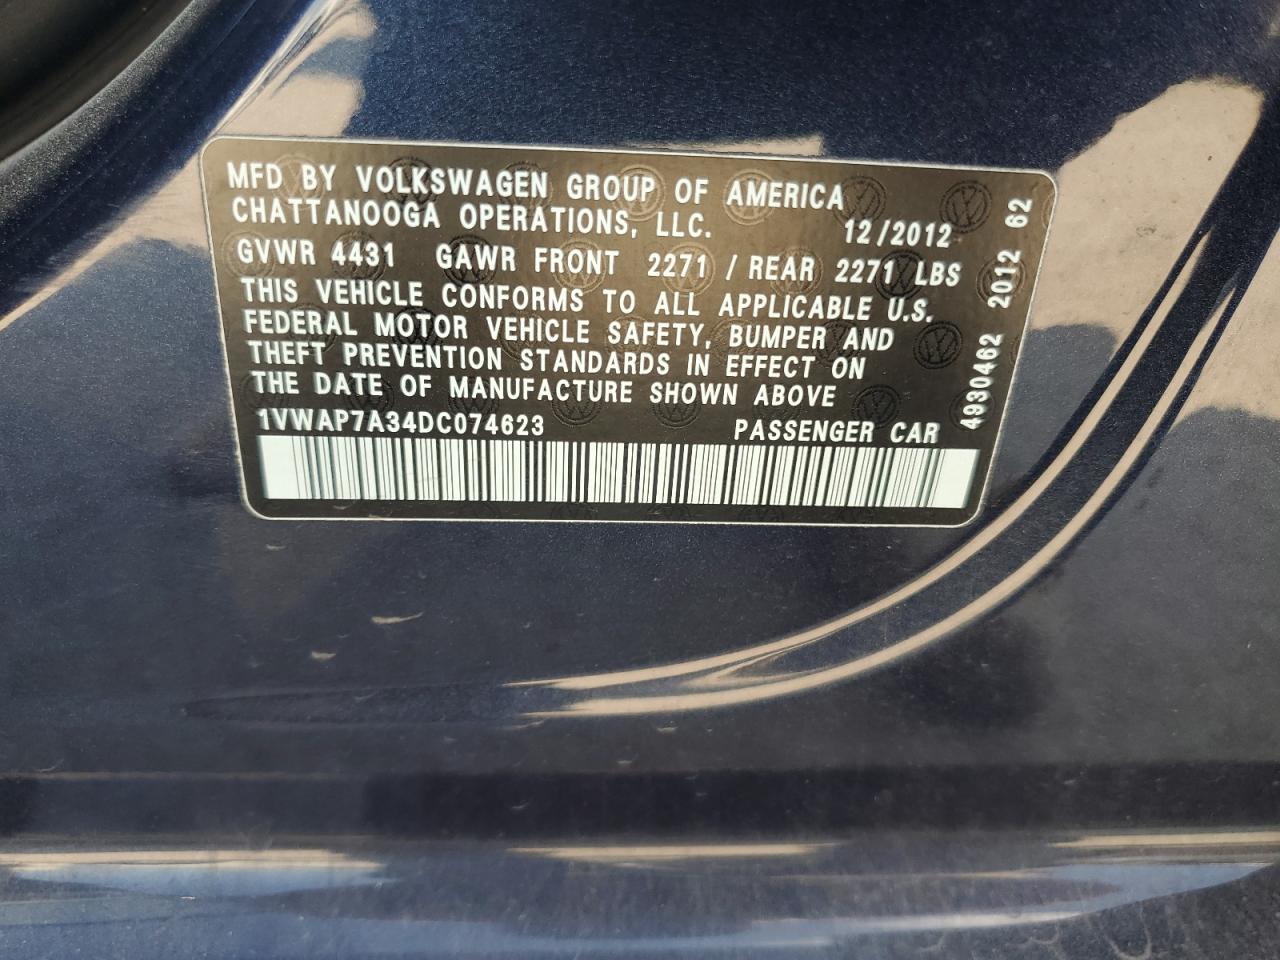 MFD BY VOLKSWAGEN GROUP OF AMERICA
CHATTANOOGA OPERATIONS, LLC. 12/2012
GVWR 4431 GAWR FRONT 2271 / REAR 2271 LBS
THIS VEHICLE CONFORMS TO ALL APPLICABLE U.S.
FEDERAL MOTOR VEHICLE SAFETY, BUMPER AND
THEFT PREVENTION STANDARDS IN EFFECT ON
THE DATE OF MANUFACTURE SHOWN ABOVE
1VWAP7A34DC074623 PASSENGER CAR
4930462 2012 62